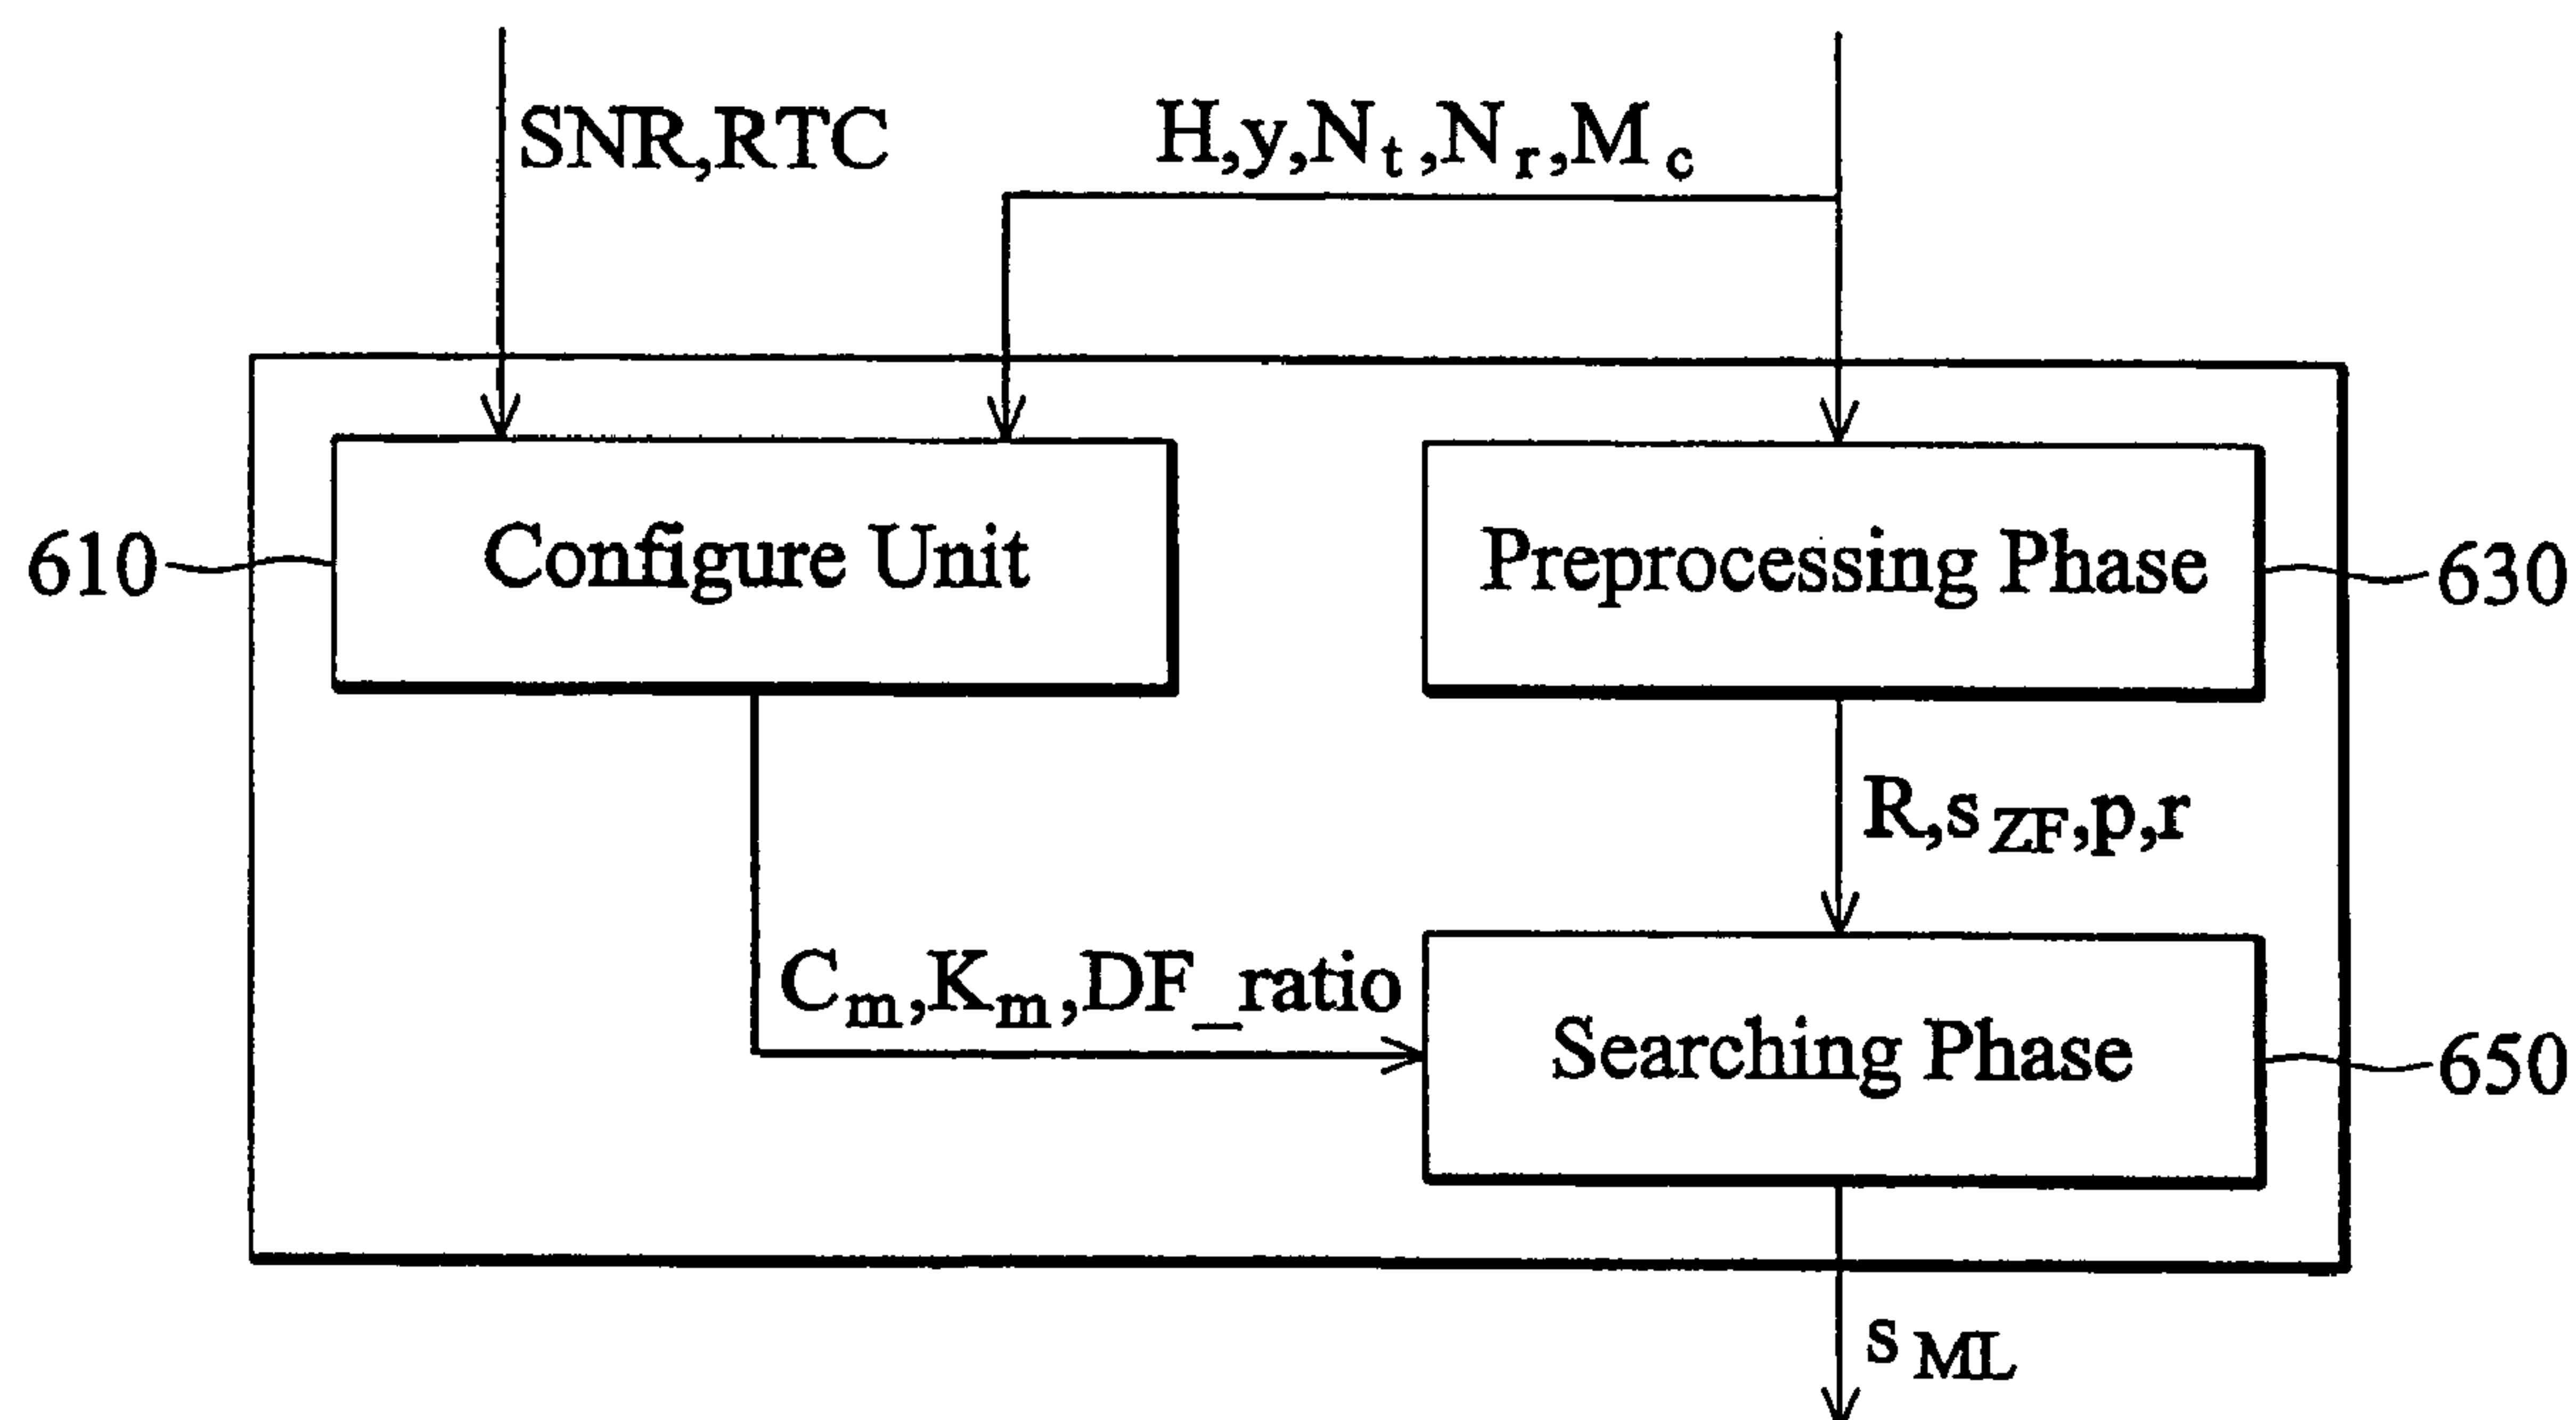 SNR,RTC
H,y,Nt,Nr,Mc
610
Configure Unit
Preprocessing Phase
630
R,sZF,p,r
Cm,Km,DF_ratio
Searching Phase
650
sML